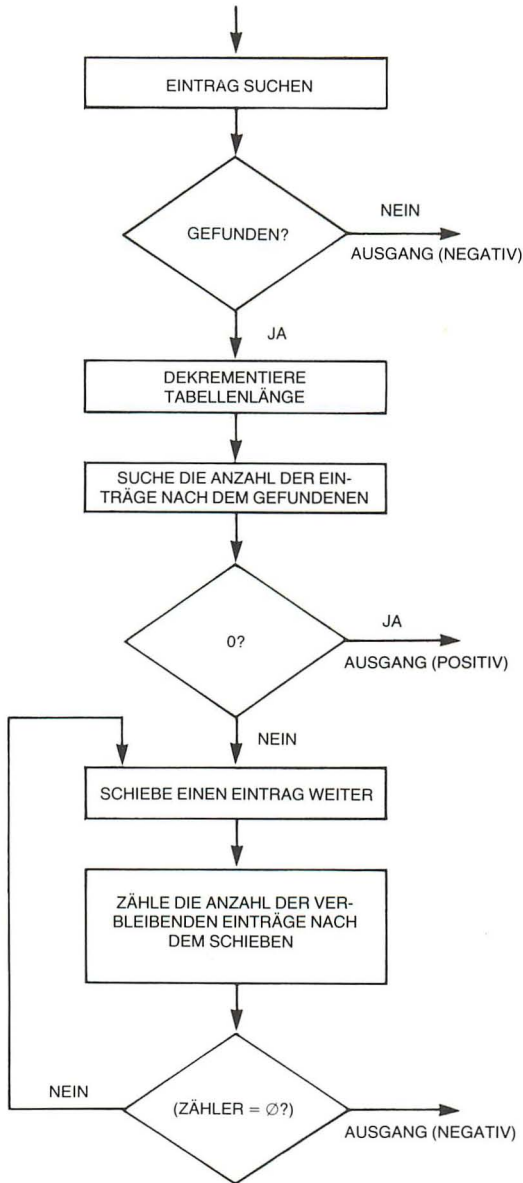 EINTRAG SUCHEN
GEFUNDEN?
NEIN
AUSGANG (NEGATIV)
JA
DEKREMENTIERE
TABELLENLÄNGE
SUCHE DIE ANZAHL DER EIN-
TRÄGE NACH DEM GEFUNDENEN
0?
JA
AUSGANG (POSITIV)
NEIN
SCHIEBE EINEN EINTRAG WEITER
ZÄHLE DIE ANZAHL DER VER-
BLEIBENDEN EINTRÄGE NACH
DEM SCHIEBEN
NEIN
(ZÄHLER = Ø?)
AUSGANG (NEGATIV)